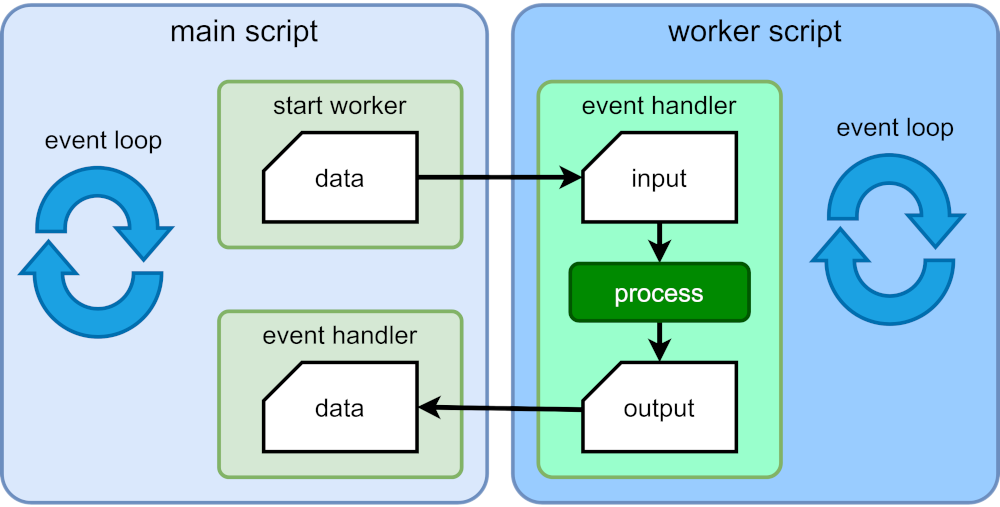 main script
event loop
start worker
data
event handler
data
worker script
event handler
input
process
output
event loop